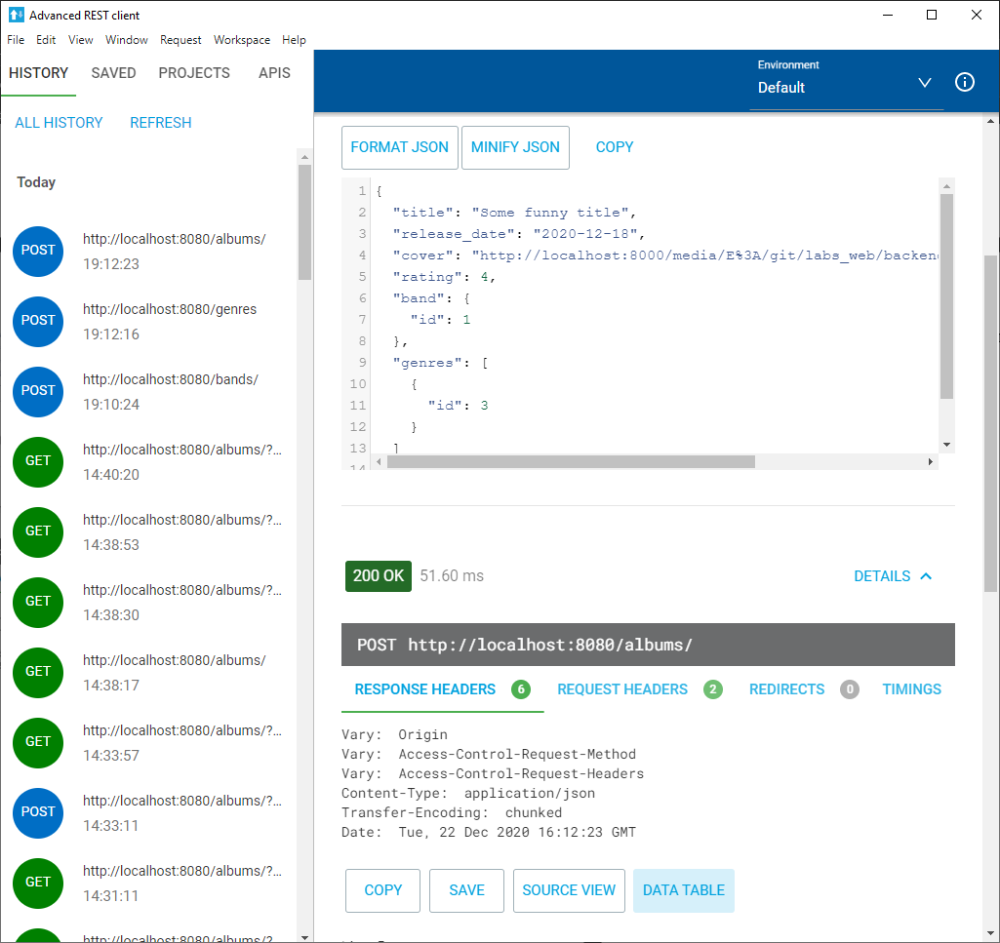 Advanced REST client
File Edit View Window Request Workspace Help
HISTORY SAVED PROJECTS APIS
ALL HISTORY REFRESH
Today
POST http://localhost:8080/albums/
19:12:23
POST http://localhost:8080/genres
19:12:16
POST http://localhost:8080/bands/
19:10:24
GET http://localhost:8080/albums/?...
14:40:20
GET http://localhost:8080/albums/?...
14:38:53
GET http://localhost:8080/albums/?...
14:38:30
GET http://localhost:8080/albums/
14:38:17
GET http://localhost:8080/albums/?...
14:33:57
POST http://localhost:8080/albums/?...
14:33:11
GET http://localhost:8080/albums/?...
14:31:11
http://localhost:8080/albums/?
Environment
Default
FORMAT JSON MINIFY JSON COPY
1 {
2 "title": "Some funny title",
3 "release_date": "2020-12-18",
4 "cover": "http://localhost:8000/media/E%3A/git/labs_web/backen
5 "rating": 4,
6 "band": {
7 "id": 1
8 },
9 "genres": [
10 {
11 "id": 3
12 }
13 ]
14
200 OK 51.60 ms DETAILS
POST http://localhost:8080/albums/
RESPONSE HEADERS 6 REQUEST HEADERS 2 REDIRECTS 0 TIMINGS
Vary: Origin
Vary: Access-Control-Request-Method
Vary: Access-Control-Request-Headers
Content-Type: application/json
Transfer-Encoding: chunked
Date: Tue, 22 Dec 2020 16:12:23 GMT
COPY SAVE SOURCE VIEW DATA TABLE